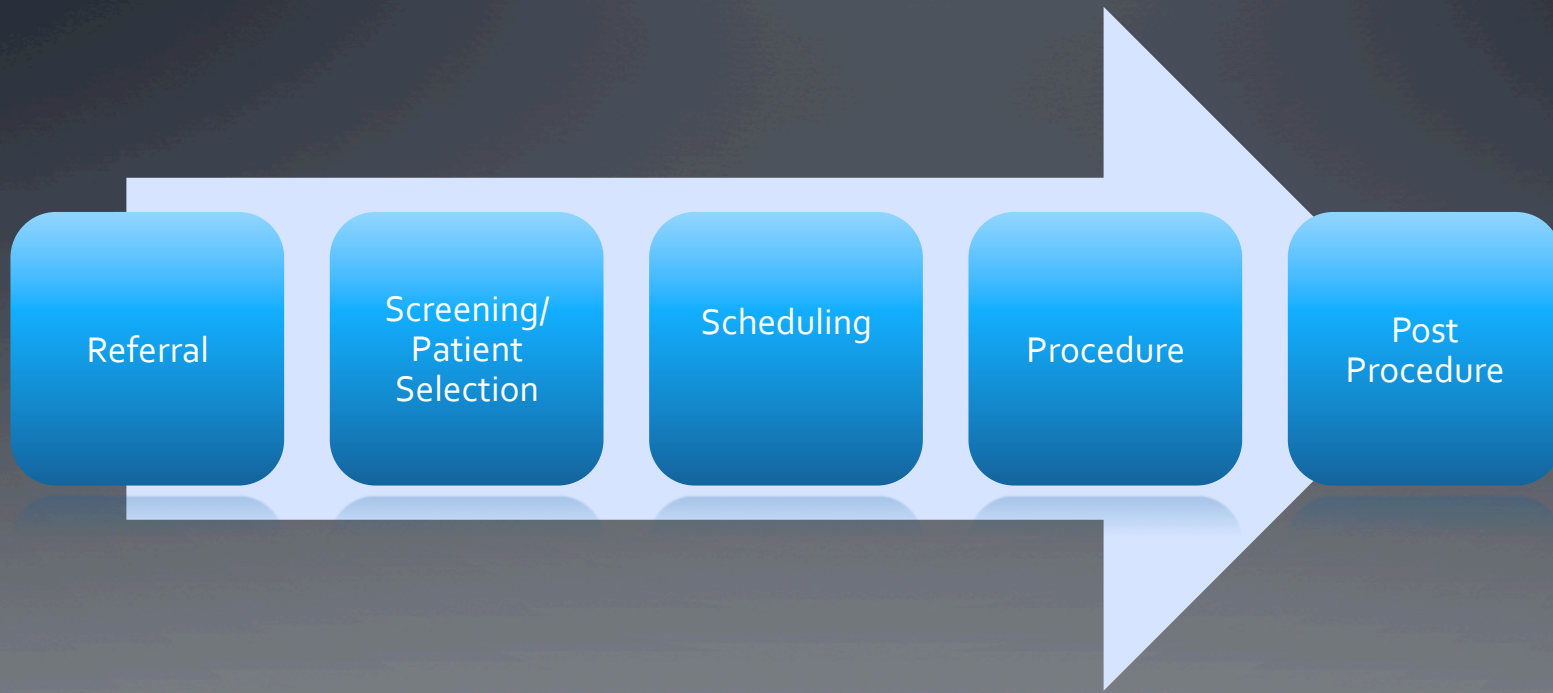 Referral
Screening/
Patient
Selection
Scheduling
Procedure
Post
Procedure